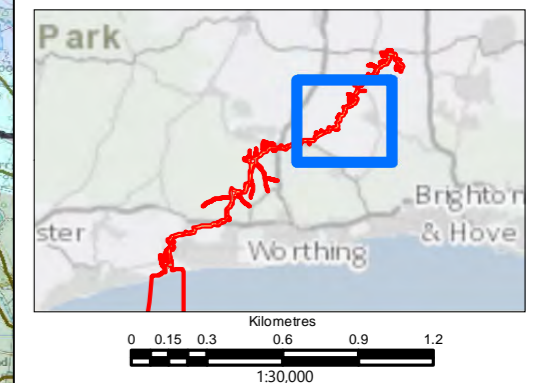 Park
Brighton
ster
& Hove
Worthing
Kilometres
0 0.15 0.3 0.6 0.9 1.2
1:30,000